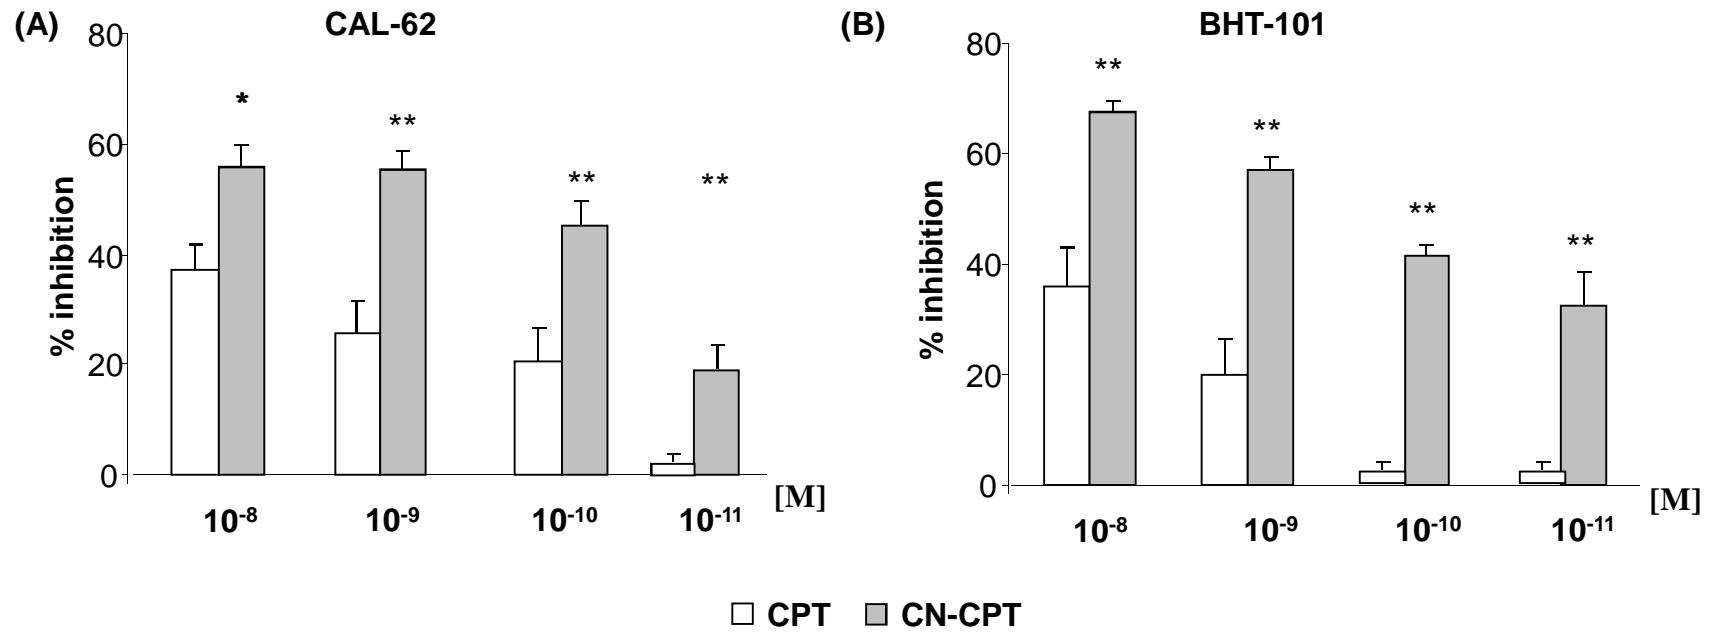 (A) CAL-62
80
60
40
20
0
% inhibition
*
**
**
**
10⁻⁸ 10⁻⁹ 10⁻¹⁰ 10⁻¹¹ [M]
(B) BHT-101
80
60
40
20
0
% inhibition
**
**
**
**
10⁻⁸ 10⁻⁹ 10⁻¹⁰ 10⁻¹¹ [M]
CPT CN-CPT